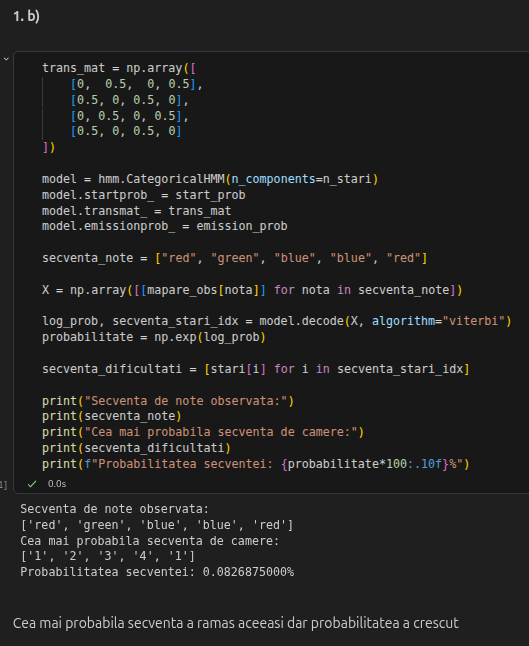 1. b)
trans_mat = np.array([
[0, 0.5, 0, 0.5],
[0.5, 0, 0.5, 0],
[0, 0.5, 0, 0.5],
[0.5, 0, 0.5, 0]
])
model = hmm.CategoricalHMM(n_components=n_stari)
model.startprob_ = start_prob
model.transmat_ = trans_mat
model.emissionprob_ = emission_prob
secventa_note = ["red", "green", "blue", "blue", "red"]
X = np.array([[mapare_obs[nota]] for nota in secventa_note])
log_prob, secventa_stari_idx = model.decode(X, algorithm="viterbi")
probabilitate = np.exp(log_prob)
secventa_dificultati = [stari[i] for i in secventa_stari_idx]
print("Secventa de note observata:")
print(secventa_note)
print("Cea mai probabila secventa de camere:")
print(secventa_dificultati)
print(f"Probabilitatea secventei: {probabilitate*100:.10f}%")
0.0s
Secventa de note observata:
['red', 'green', 'blue', 'blue', 'red']
Cea mai probabila secventa de camere:
['1', '2', '3', '4', '1']
Probabilitatea secventei: 0.0826875000%
Cea mai probabila secventa a ramas aceeasi dar probabilitatea a crescut